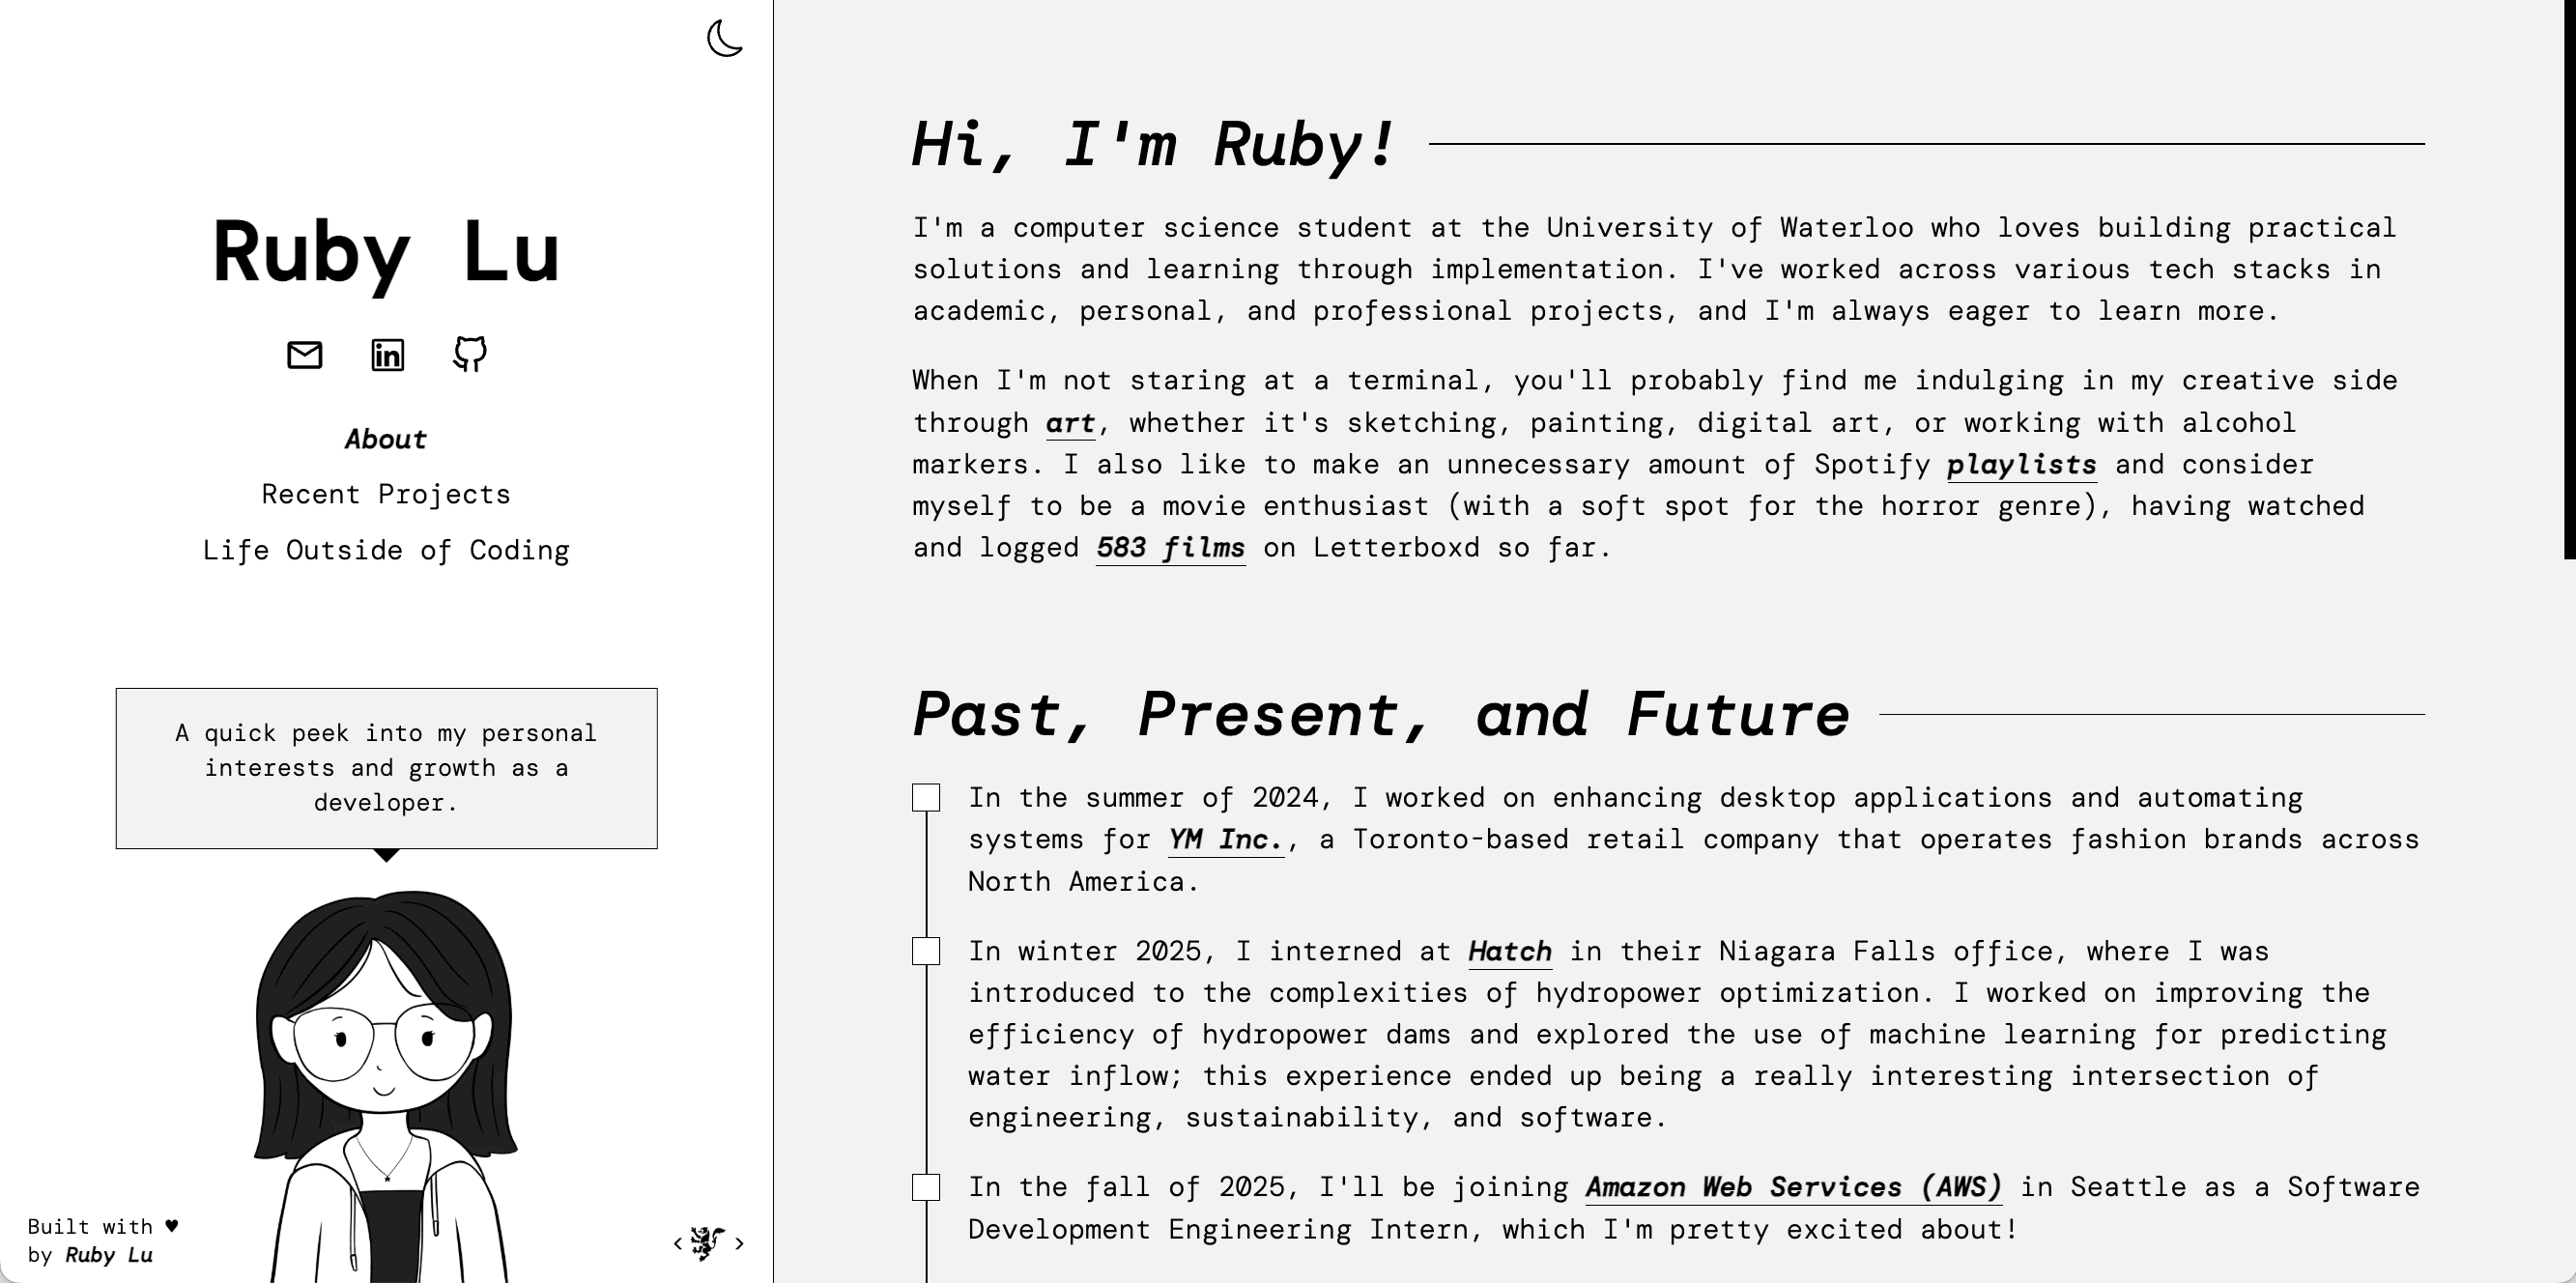 Ruby Lu
About
Recent Projects
Life Outside of Coding
A quick peek into my personal
interests and growth as a
developer.
Built with ♥
by Ruby Lu
‹ ›
Hi, I'm Ruby!
I'm a computer science student at the University of Waterloo who loves building practical
solutions and learning through implementation. I've worked across various tech stacks in
academic, personal, and professional projects, and I'm always eager to learn more.
When I'm not staring at a terminal, you'll probably find me indulging in my creative side
through art, whether it's sketching, painting, digital art, or working with alcohol
markers. I also like to make an unnecessary amount of Spotify playlists and consider
myself to be a movie enthusiast (with a soft spot for the horror genre), having watched
and logged 583 films on Letterboxd so far.
Past, Present, and Future
In the summer of 2024, I worked on enhancing desktop applications and automating
systems for YM Inc., a Toronto-based retail company that operates fashion brands across
North America.
In winter 2025, I interned at Hatch in their Niagara Falls office, where I was
introduced to the complexities of hydropower optimization. I worked on improving the
efficiency of hydropower dams and explored the use of machine learning for predicting
water inflow; this experience ended up being a really interesting intersection of
engineering, sustainability, and software.
In the fall of 2025, I'll be joining Amazon Web Services (AWS) in Seattle as a Software
Development Engineering Intern, which I'm pretty excited about!